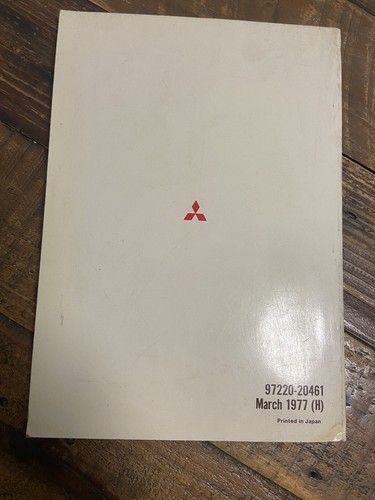 97220-20461
March 1977 (H)
Printed in Japan